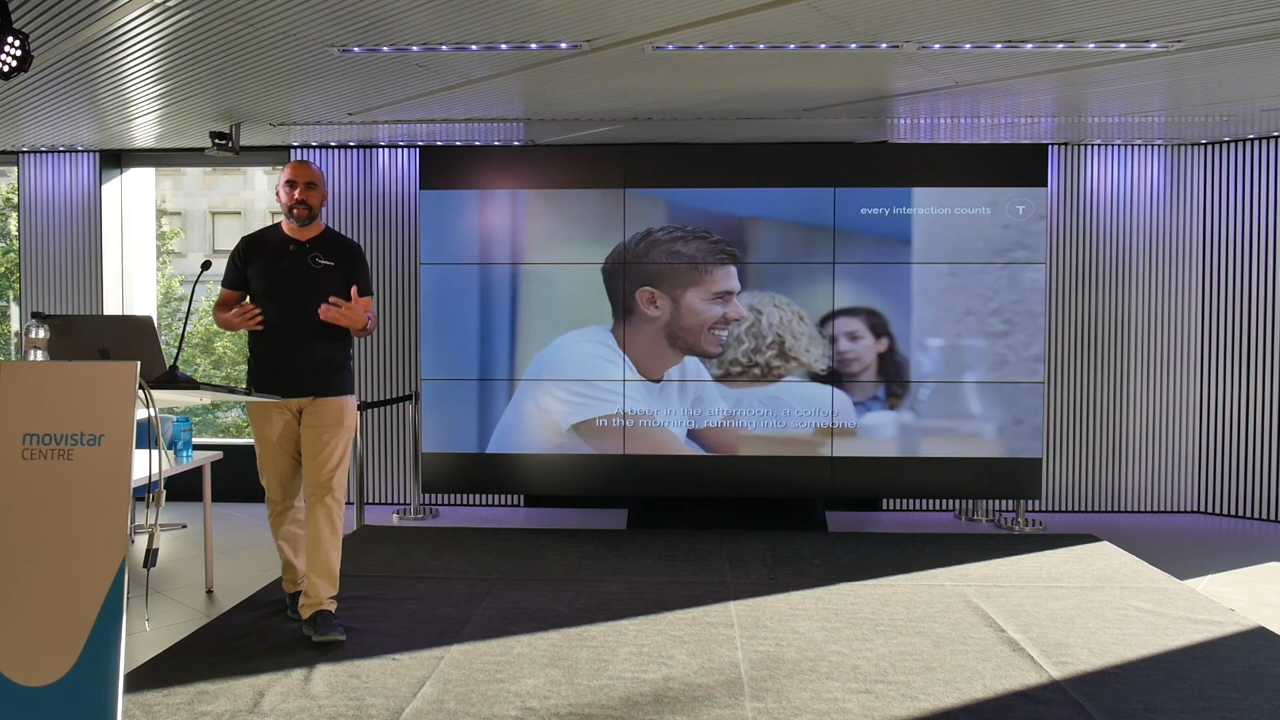 every interaction counts T
A beer in the afternoon, a coffee
in the morning, running into someone.
movistar
CENTRE